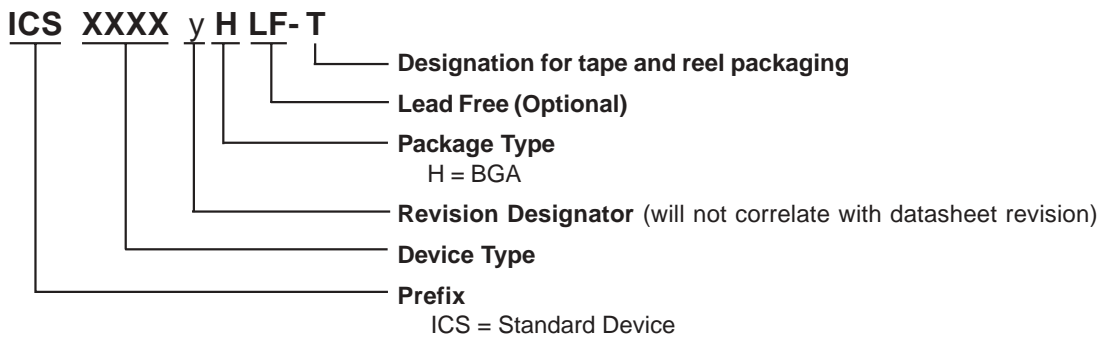 ICS XXXX y H LF- T
Designation for tape and reel packaging
Lead Free (Optional)
Package Type
H = BGA
Revision Designator (will not correlate with datasheet revision)
Device Type
Prefix
ICS = Standard Device